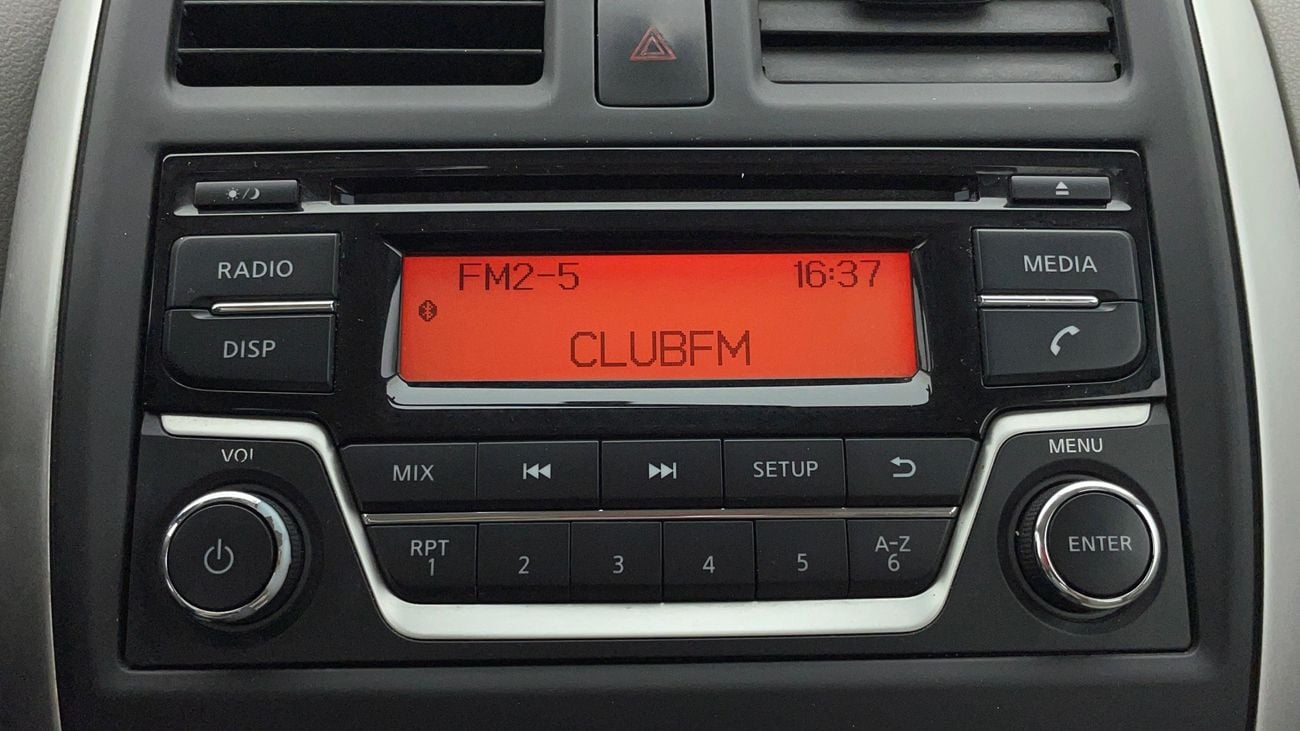 RADIO
DISP
FM2-5 16:37
CLUBFM
MEDIA
VOL
MENU
MIX
SETUP
RPT
1
2
3
4
5
A-Z
6
ENTER